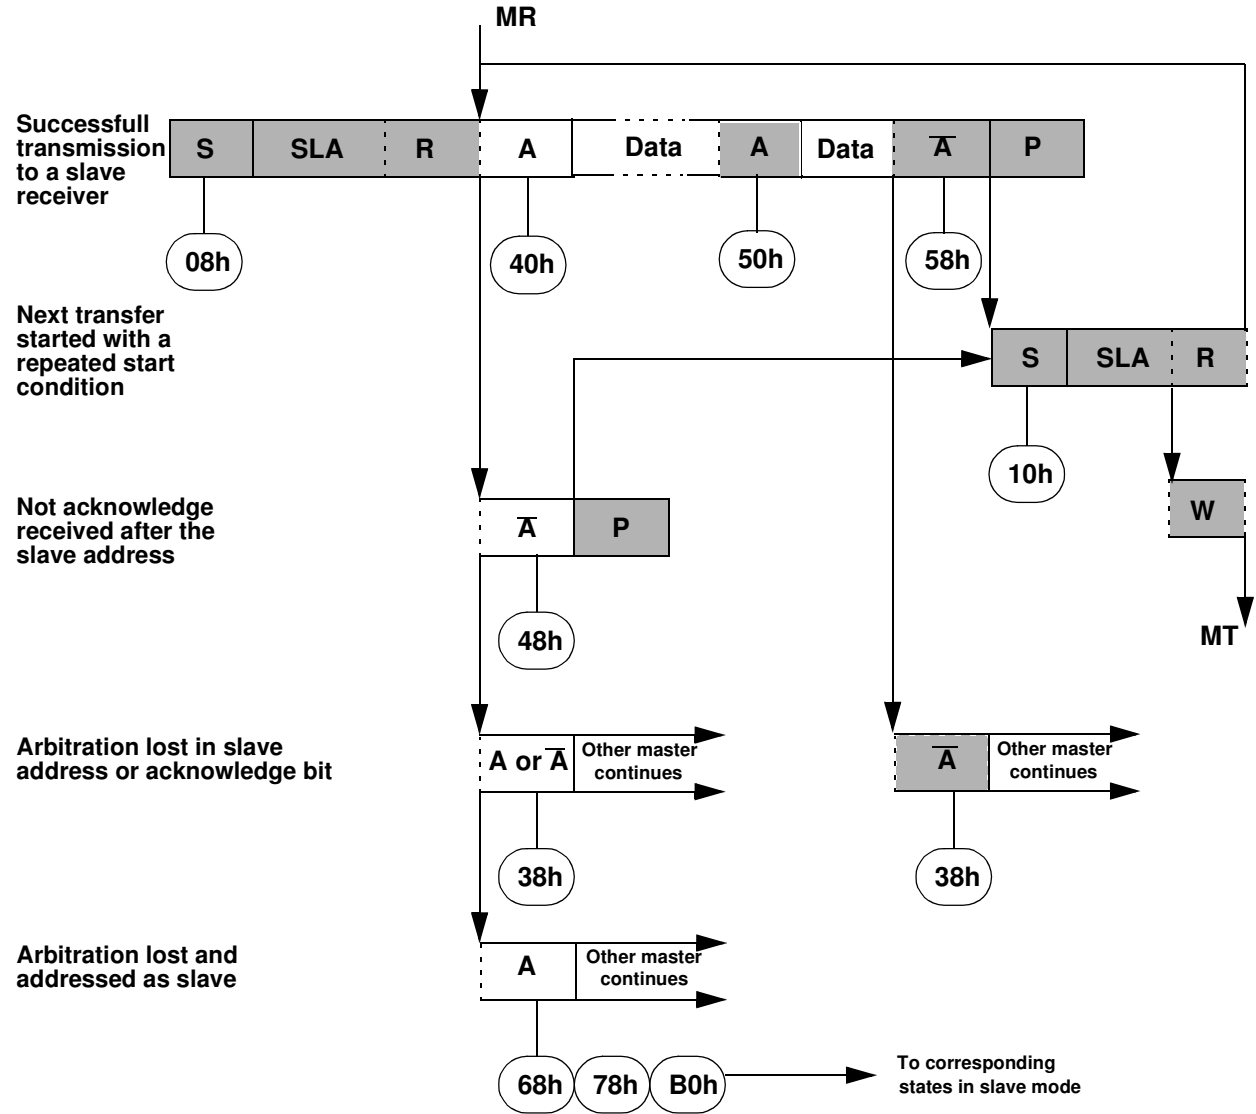 MR
Successfull
transmission
to a slave
receiver
S SLA R A Data A Data A̅ P
08h 40h 50h 58h
Next transfer
started with a
repeated start
condition
S SLA R
10h
Not acknowledge
received after the
slave address
A̅ P
W
48h
MT
Arbitration lost in slave
address or acknowledge bit
A or A̅
Other master
continues
A̅
Other master
continues
38h 38h
Arbitration lost and
addressed as slave
A
Other master
continues
68h 78h B0h
To corresponding
states in slave mode